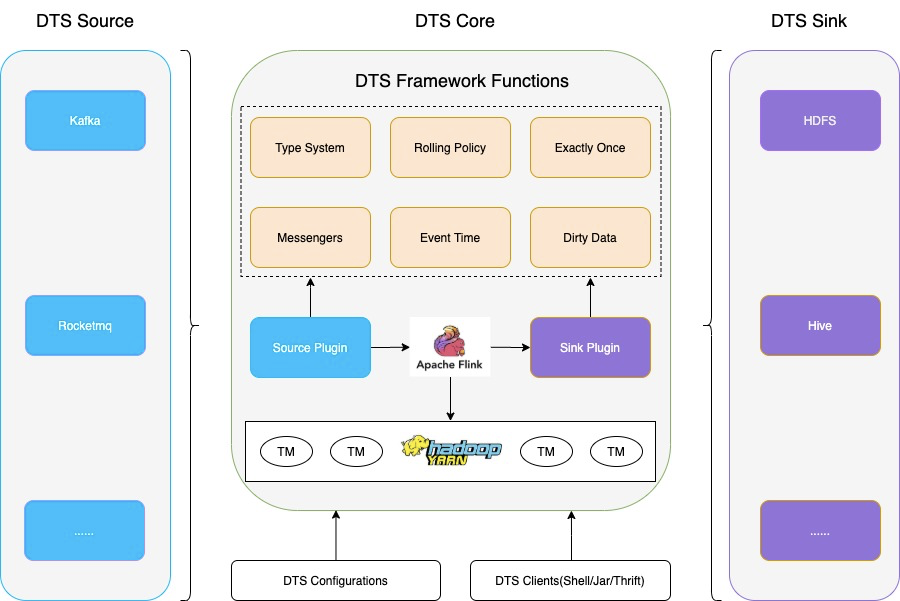 DTS Source
DTS Core
DTS Sink
DTS Framework Functions
Kafka
Type System
Rolling Policy
Exactly Once
HDFS
Messengers
Event Time
Dirty Data
Rocketmq
Source Plugin
Apache Flink
Sink Plugin
Hive
TM
TM
hadoop
YARN
TM
TM
......
......
DTS Configurations
DTS Clients(Shell/Jar/Thrift)